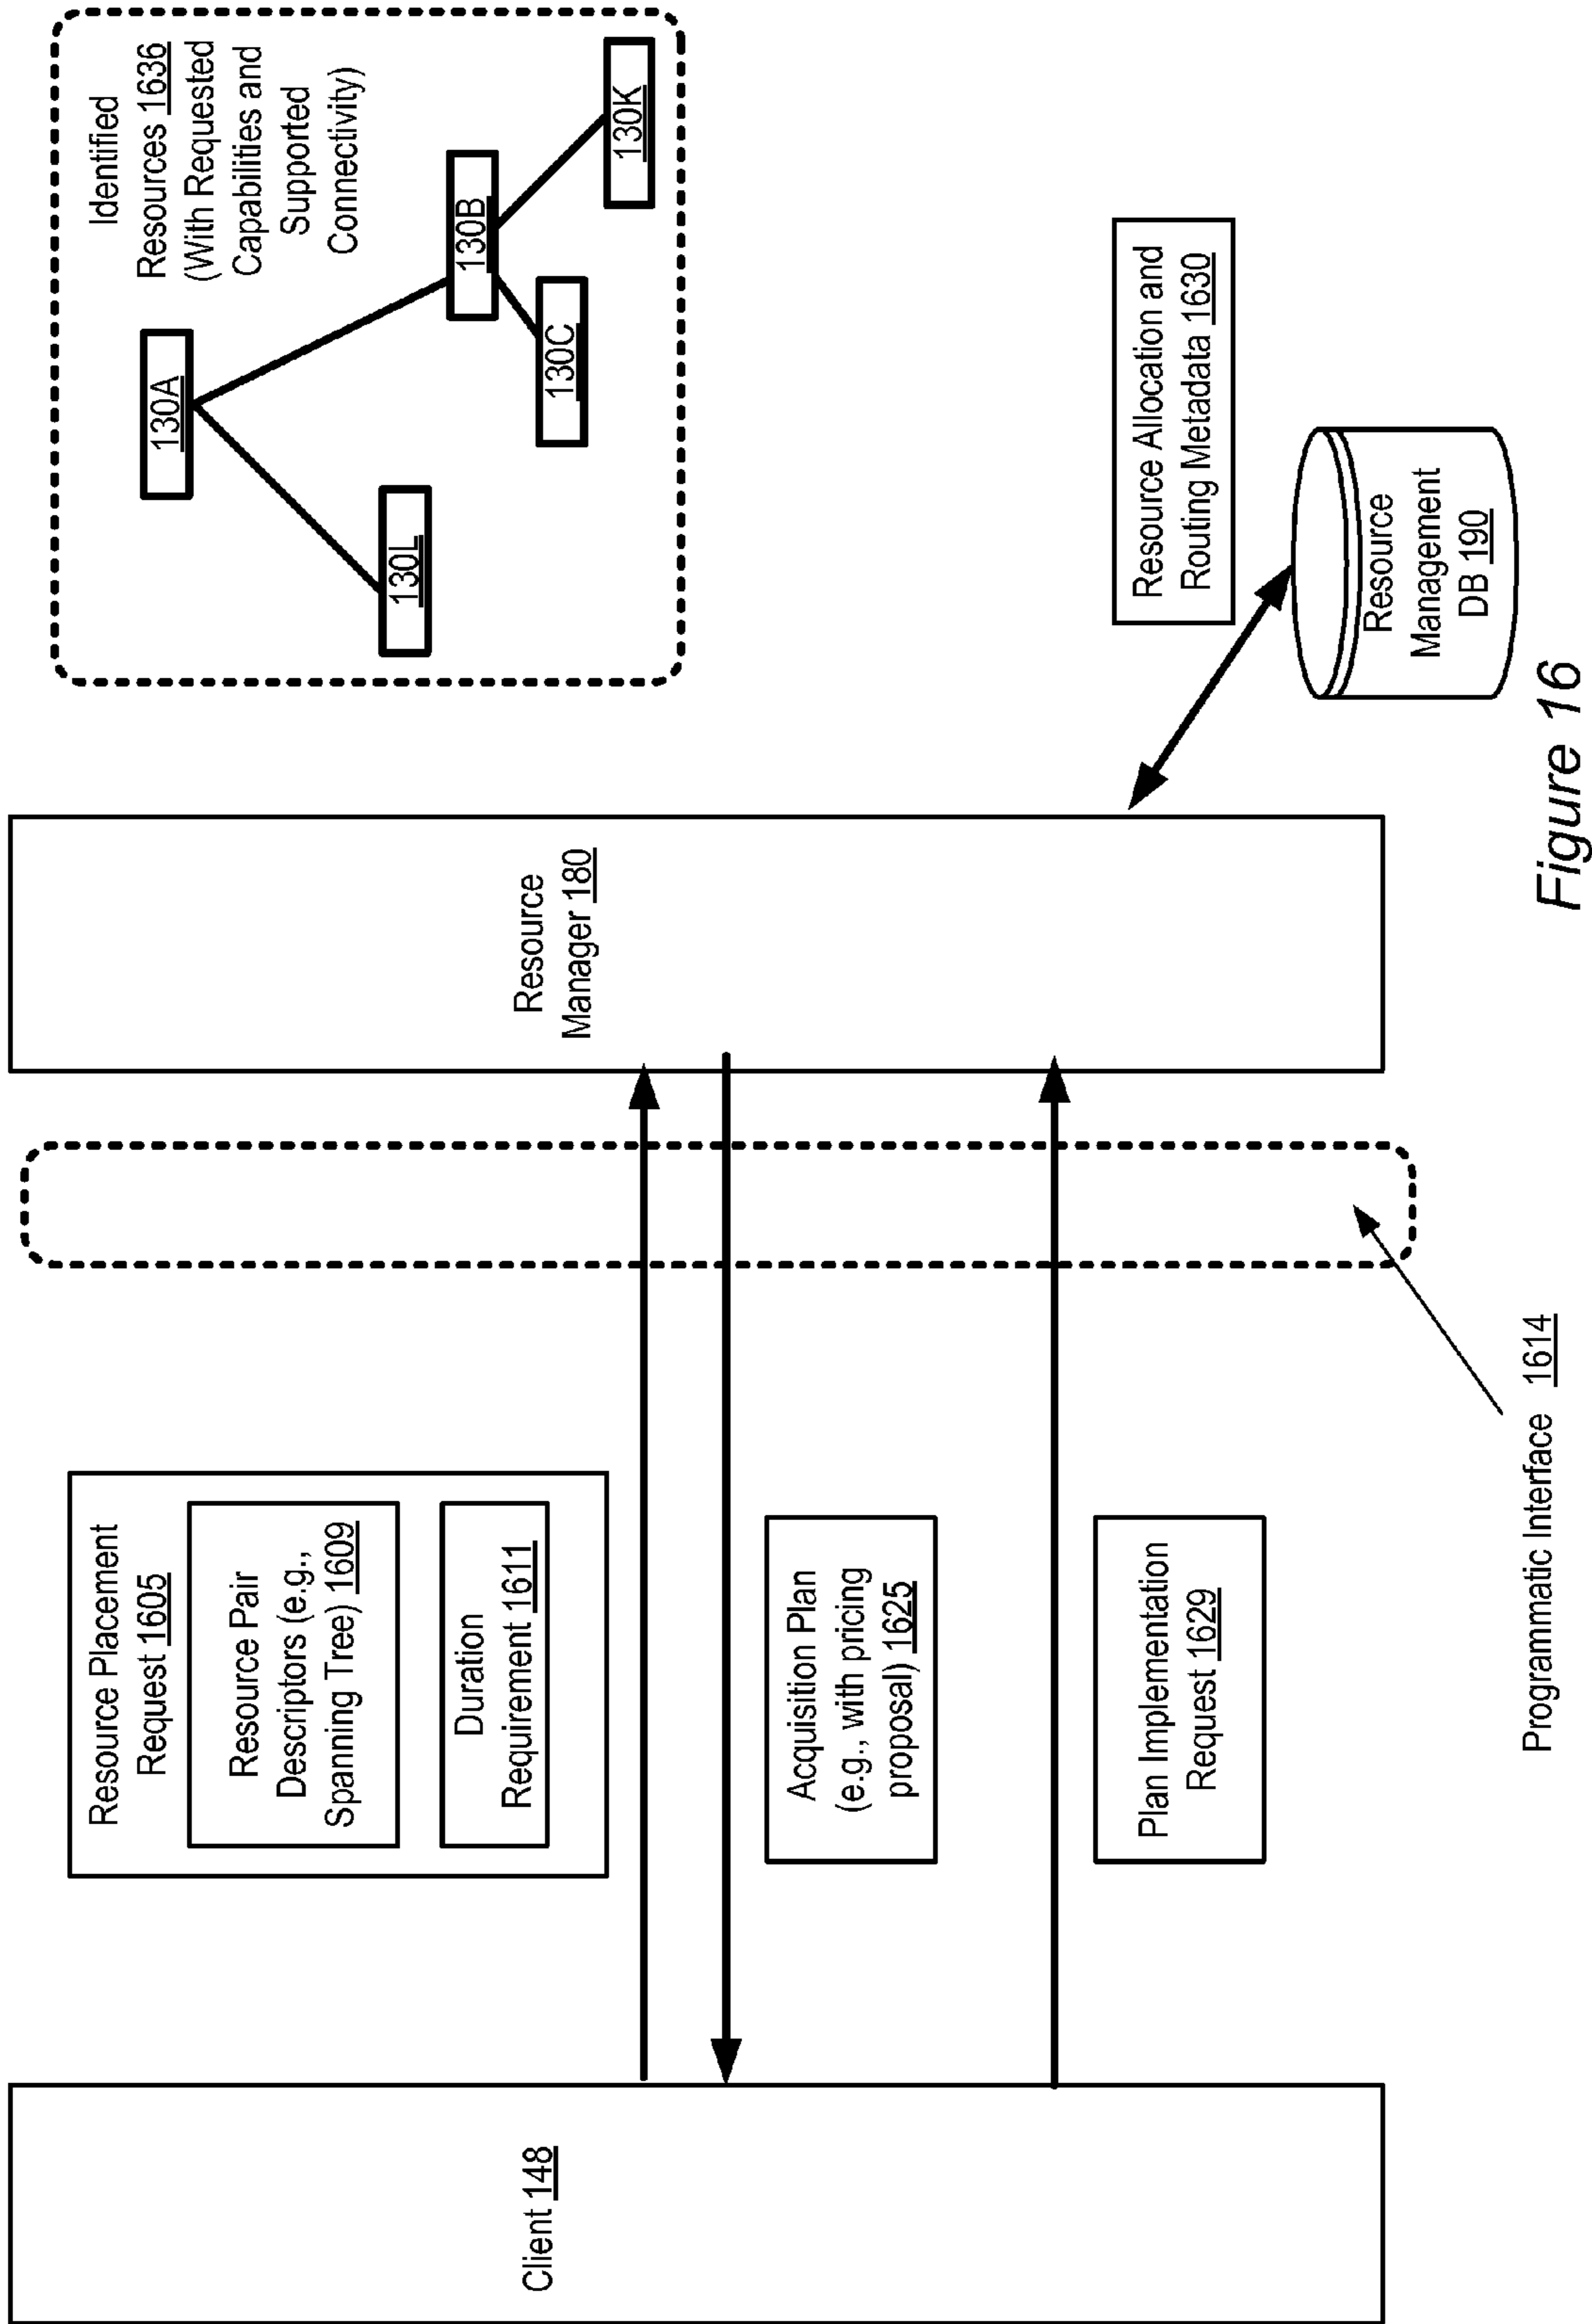 Client 148
Resource Placement
Request 1605
Resource Pair
Descriptors (e.g.,
Spanning Tree) 1609
Duration
Requirement 1611
Acquisition Plan
(e.g., with pricing
proposal) 1625
Plan Implementation
Request 1629
Programmatic Interface 1614
Resource
Manager 180
Identified
Resources 1636
(With Requested
Capabilities and
Supported
Connectivity)
130A
130L
130B
130C
130K
Resource Allocation and
Routing Metadata 1630
Resource
Management
DB 190
Figure 16